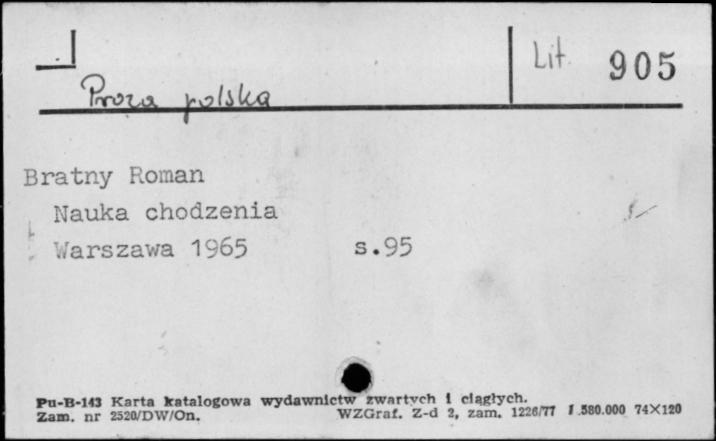 Lit 905
Proza polska
Bratny Roman
Nauka chodzenia
Warszawa 1965 s.95
Pu-B-143 Karta katalogowa wydawnictw zwartych i ciągłych.
Zam. nr 2520/DW/On. WZGraf. Z-d 2, zam. 1226/77 1.580.000 74×120